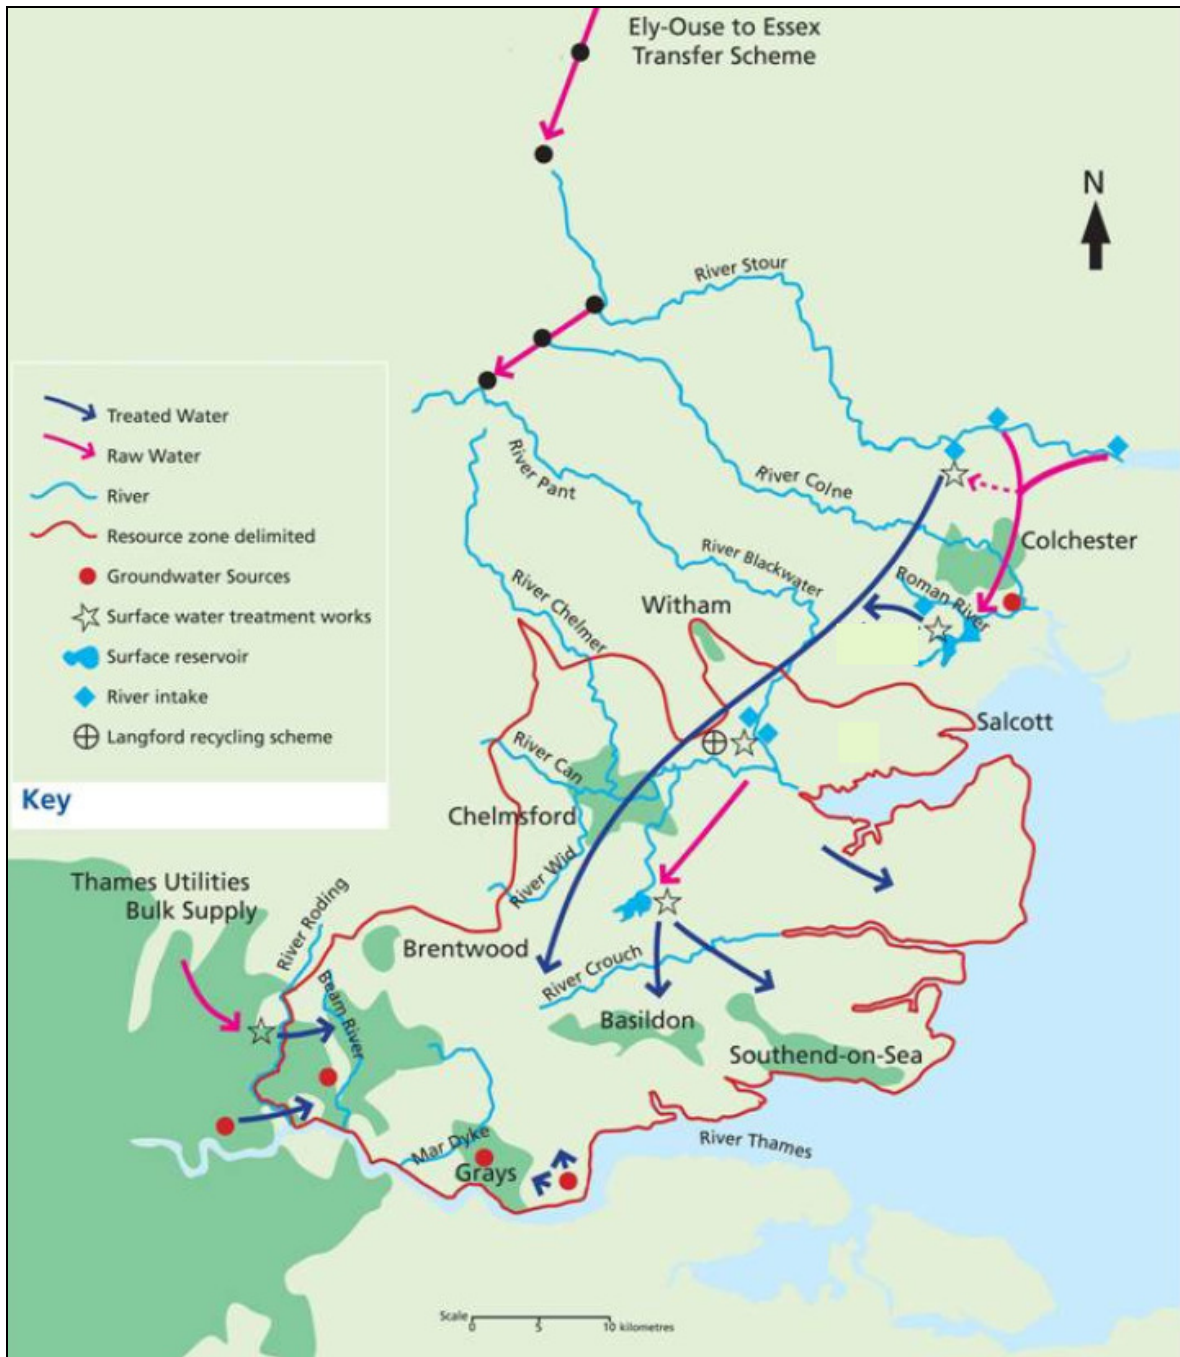 Ely-Ouse to Essex
Transfer Scheme
N
River Stour
Treated Water
Raw Water
River
Resource zone delimited
Groundwater Sources
Surface water treatment works
Surface reservoir
River intake
Langford recycling scheme
Key
River Pant
River Colne
Colchester
River Blackwater
Roman River
River Chelmer
Witham
Salcott
River Can
Chelmsford
River Wid
Thames Utilities
Bulk Supply
River Roding
Brentwood
River Crouch
Beam River
Basildon
Southend-on-Sea
Mar Dyke
River Thames
Grays
Scale
0 5 10 kilometres